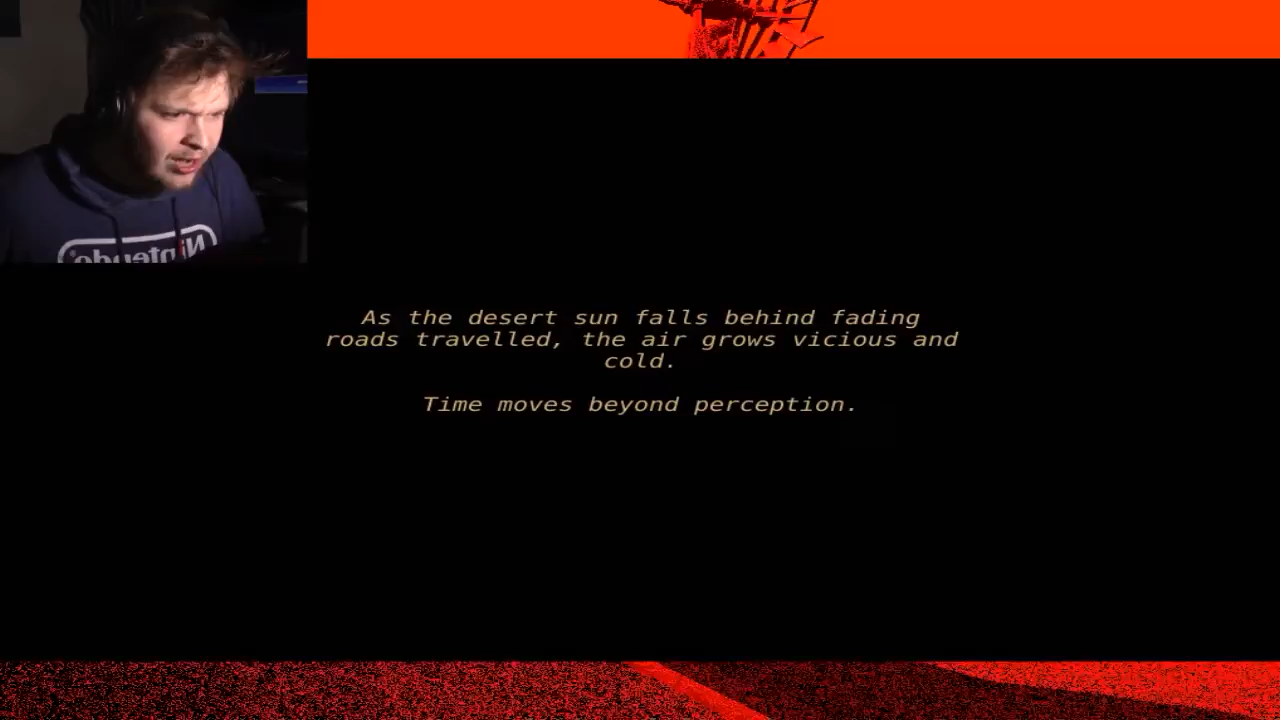 Nintendo
As the desert sun falls behind fading
roads travelled, the air grows vicious and
cold.
Time moves beyond perception.